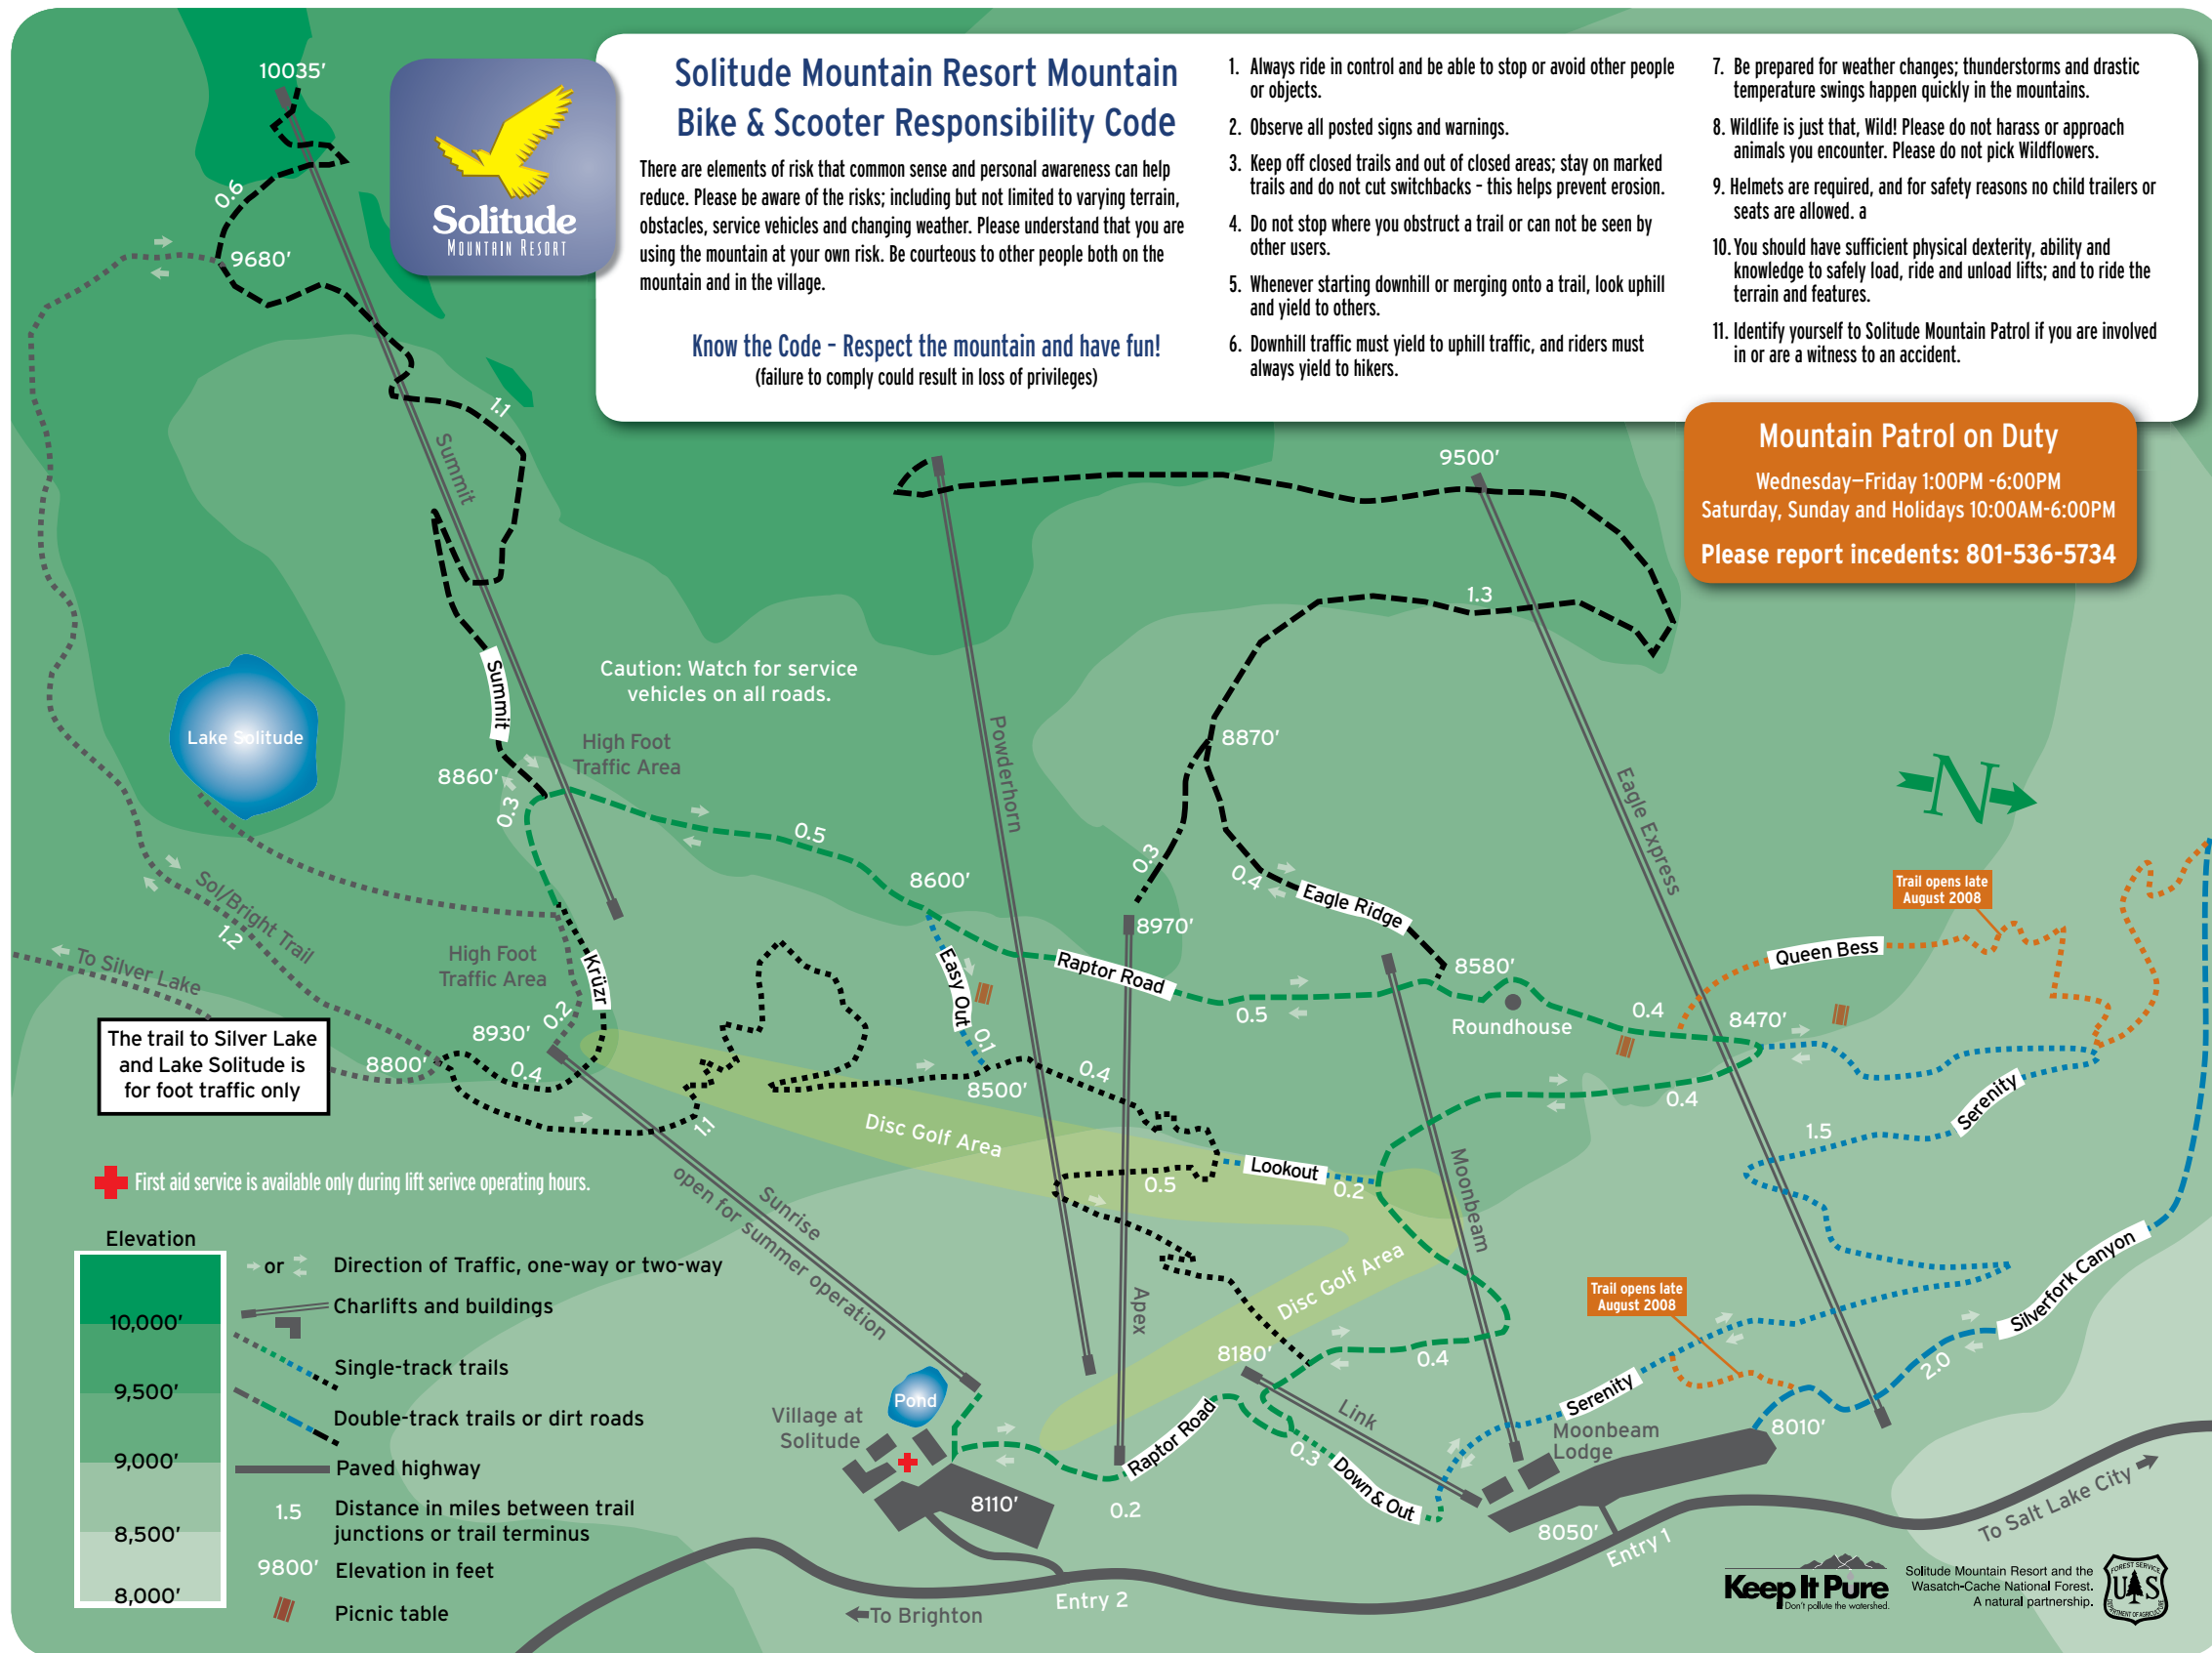 Solitude Mountain Resort Mountain
Bike & Scooter Responsibility Code
There are elements of risk that common sense and personal awareness can help
reduce. Please be aware of the risks; including but not limited to varying terrain,
obstacles, service vehicles and changing weather. Please understand that you are
using the mountain at your own risk. Be courteous to other people both on the
mountain and in the village.
Know the Code – Respect the mountain and have fun!
(failure to comply could result in loss of privileges)
1. Always ride in control and be able to stop or avoid other people
or objects.
2. Observe all posted signs and warnings.
3. Keep off closed trails and out of closed areas; stay on marked
trails and do not cut switchbacks – this helps prevent erosion.
4. Do not stop where you obstruct a trail or can not be seen by
other users.
5. Whenever starting downhill or merging onto a trail, look uphill
and yield to others.
6. Downhill traffic must yield to uphill traffic, and riders must
always yield to hikers.
7. Be prepared for weather changes; thunderstorms and drastic
temperature swings happen quickly in the mountains.
8. Wildlife is just that, Wild! Please do not harass or approach
animals you encounter. Please do not pick Wildflowers.
9. Helmets are required, and for safety reasons no child trailers or
seats are allowed. a
10. You should have sufficient physical dexterity, ability and
knowledge to safely load, ride and unload lifts; and to ride the
terrain and features.
11. Identify yourself to Solitude Mountain Patrol if you are involved
in or are a witness to an accident.
Solitude
MOUNTAIN RESORT
Mountain Patrol on Duty
Wednesday—Friday 1:00PM -6:00PM
Saturday, Sunday and Holidays 10:00AM-6:00PM
Please report incedents: 801-536-5734
10035'
0.6
9680'
1.1
Summit
9500'
1.3
Summit
Caution: Watch for service
vehicles on all roads.
Lake Solitude
High Foot
Traffic Area
8860'
0.3
Powderhorn
8870'
Eagle Express
N
0.5
8600'
0.3
0.4
Eagle Ridge
8970'
Trail opens late
August 2008
Sol/Bright Trail
1.2
To Silver Lake
High Foot
Traffic Area
Krüzr
Easy Out
0.1
Raptor Road
0.5
8580'
Roundhouse
0.4
8470'
Queen Bess
The trail to Silver Lake
and Lake Solitude is
for foot traffic only
8930'
0.2
8800'
0.4
8500'
0.4
0.4
Serenity
1.5
1.1
Disc Golf Area
Lookout
0.2
0.5
Moonbeam
First aid service is available only during lift serivce operating hours.
Sunrise
open for summer operation
Apex
Disc Golf Area
Trail opens late
August 2008
Silverfork Canyon
2.0
8180'
0.4
Link
Serenity
Moonbeam
Lodge
8010'
Pond
Village at
Solitude
Raptor Road
0.3
Down & Out
8110'
0.2
8050'
Entry 1
To Salt Lake City
Entry 2
To Brighton
Elevation
10,000'
9,500'
9,000'
8,500'
8,000'
or
Direction of Traffic, one-way or two-way
Charlifts and buildings
Single-track trails
Double-track trails or dirt roads
Paved highway
1.5 Distance in miles between trail
junctions or trail terminus
9800' Elevation in feet
Picnic table
Keep It Pure
Don't pollute the watershed.
Solitude Mountain Resort and the
Wasatch-Cache National Forest.
A natural partnership.
FOREST SERVICE
U S
DEPARTMENT OF AGRICULTURE